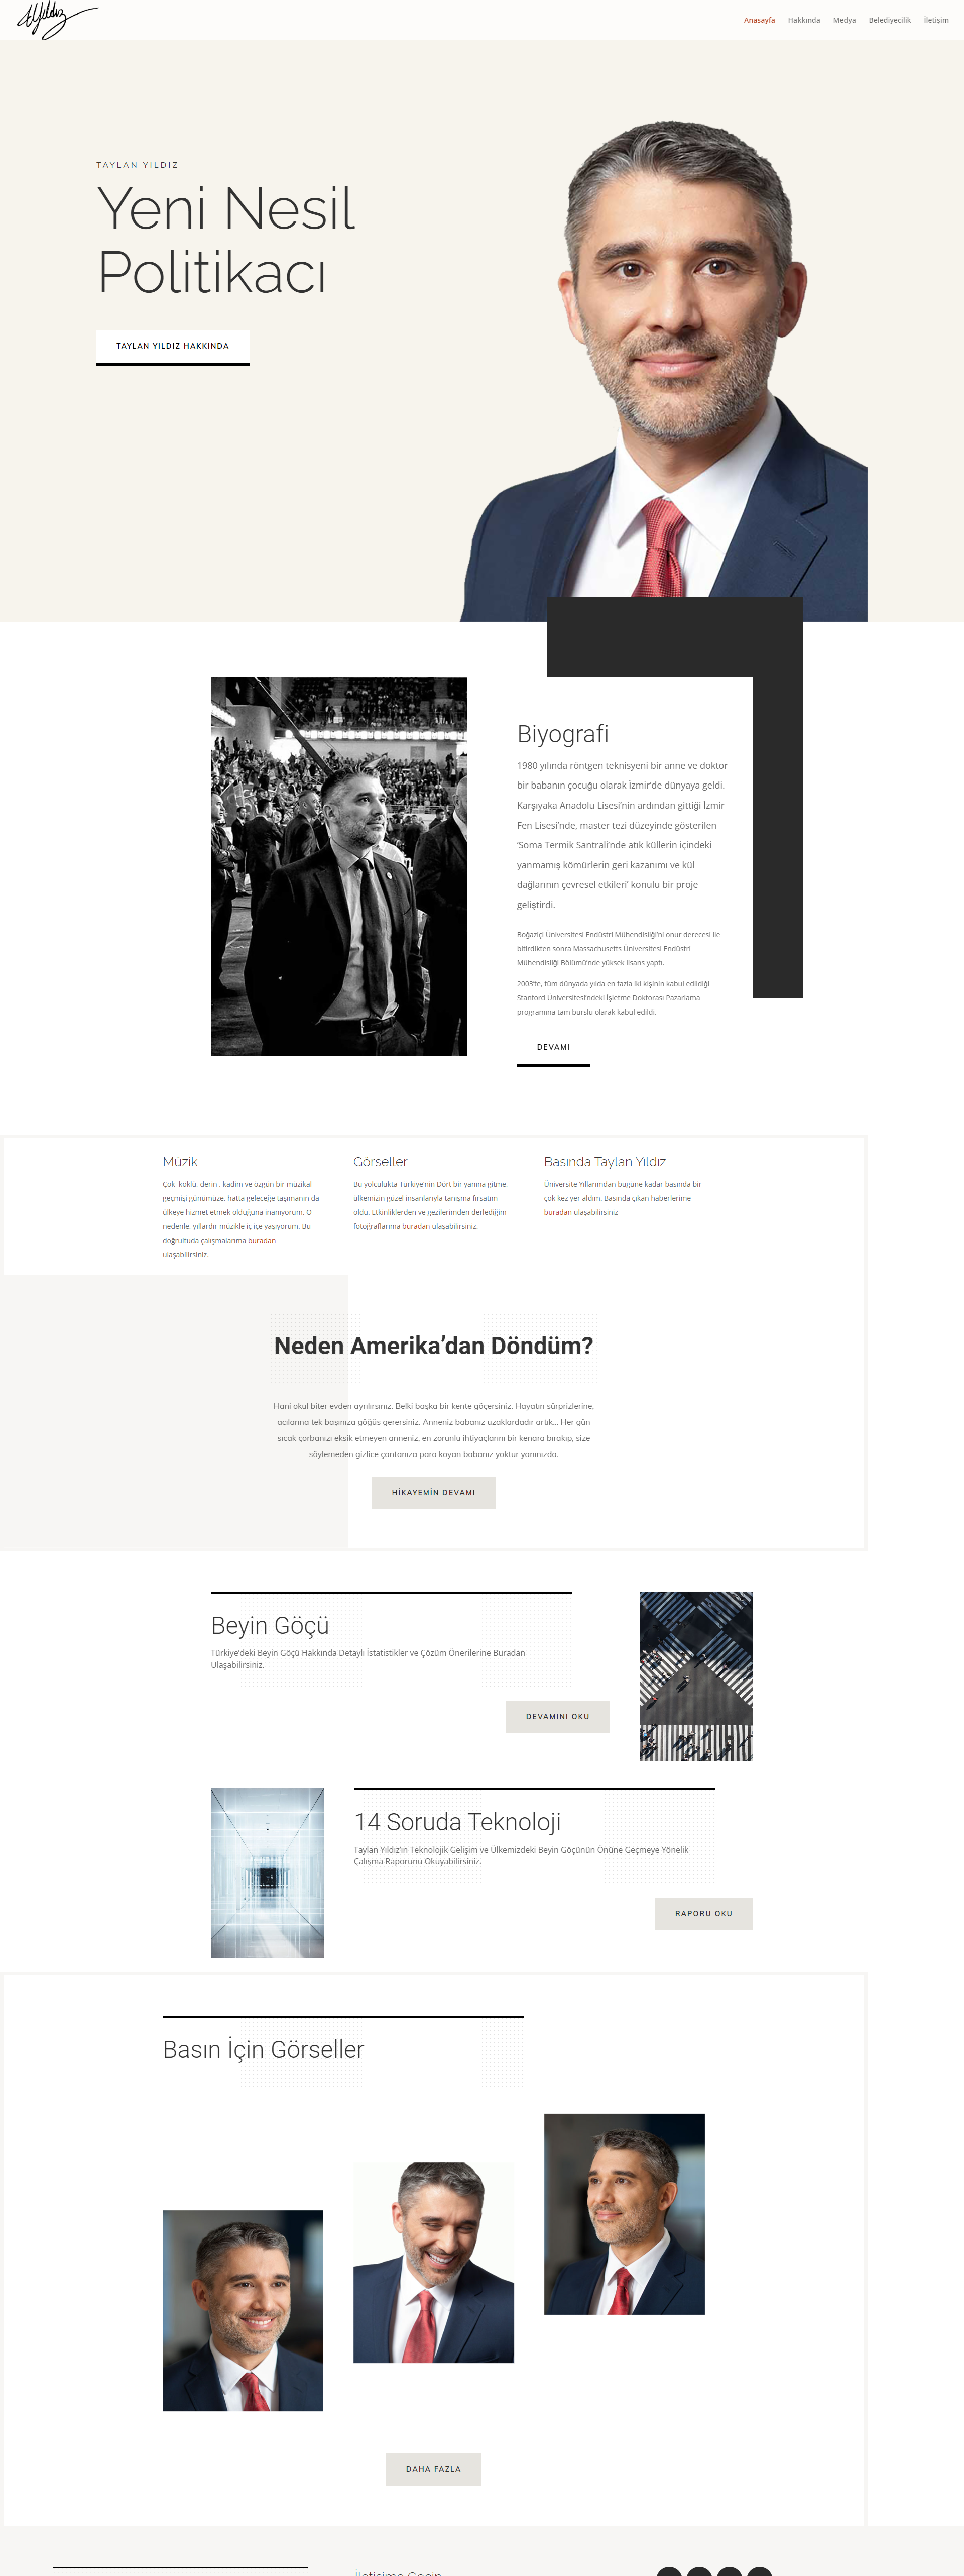 Yıldız
Anasayfa Hakkında Medya Belediyecilik İletişim
TAYLAN YILDIZ
Yeni Nesil
Politikacı
TAYLAN YILDIZ HAKKINDA
Biyografi
1980 yılında röntgen teknisyeni bir anne ve doktor
bir babanın çocuğu olarak İzmir’de dünyaya geldi.
Karşıyaka Anadolu Lisesi’nin ardından gittiği İzmir
Fen Lisesi’nde, master tezi düzeyinde gösterilen
‘Soma Termik Santrali’nde atık küllerin içindeki
yanmamış kömürlerin geri kazanımı ve kül
dağlarının çevresel etkileri’ konulu bir proje
geliştirdi.
Boğaziçi Üniversitesi Endüstri Mühendisliği’ni onur derecesi ile
bitirdikten sonra Massachusetts Üniversitesi Endüstri
Mühendisliği Bölümü’nde yüksek lisans yaptı.
2003’te, tüm dünyada yılda en fazla iki kişinin kabul edildiği
Stanford Üniversitesi’ndeki İşletme Doktorası Pazarlama
programına tam burslu olarak kabul edildi.
DEVAMI
Müzik
Çok köklü, derin , kadim ve özgün bir müzikal
geçmişi günümüze, hatta geleceğe taşımanın da
ülkeye hizmet etmek olduğuna inanıyorum. O
nedenle, yıllardır müzikle iç içe yaşıyorum. Bu
doğrultuda çalışmalarıma buradan
ulaşabilirsiniz.
Görseller
Bu yolculukta Türkiye’nin Dört bir yanına gitme,
ülkemizin güzel insanlarıyla tanışma fırsatım
oldu. Etkinliklerden ve gezilerimden derlediğim
fotoğraflarıma buradan ulaşabilirsiniz.
Basında Taylan Yıldız
Üniversite Yıllarımdan bugüne kadar basında bir
çok kez yer aldım. Basında çıkan haberlerime
buradan ulaşabilirsiniz
Neden Amerika’dan Döndüm?
Hani okul biter evden ayrılırsınız. Belki başka bir kente göçersiniz. Hayatın sürprizlerine,
acılarına tek başınıza göğüs gerersiniz. Anneniz babanız uzaklardadır artık… Her gün
sıcak çorbanızı eksik etmeyen anneniz, en zorunlu ihtiyaçlarını bir kenara bırakıp, size
söylemeden gizlice çantanıza para koyan babanız yoktur yanınızda.
HİKAYEMİN DEVAMI
Beyin Göçü
Türkiye’deki Beyin Göçü Hakkında Detaylı İstatistikler ve Çözüm Önerilerine Buradan
Ulaşabilirsiniz.
DEVAMINI OKU
14 Soruda Teknoloji
Taylan Yıldız’ın Teknolojik Gelişim ve Ülkemizdeki Beyin Göçünün Önüne Geçmeye Yönelik
Çalışma Raporunu Okuyabilirsiniz.
RAPORU OKU
Basın İçin Görseller
DAHA FAZLA